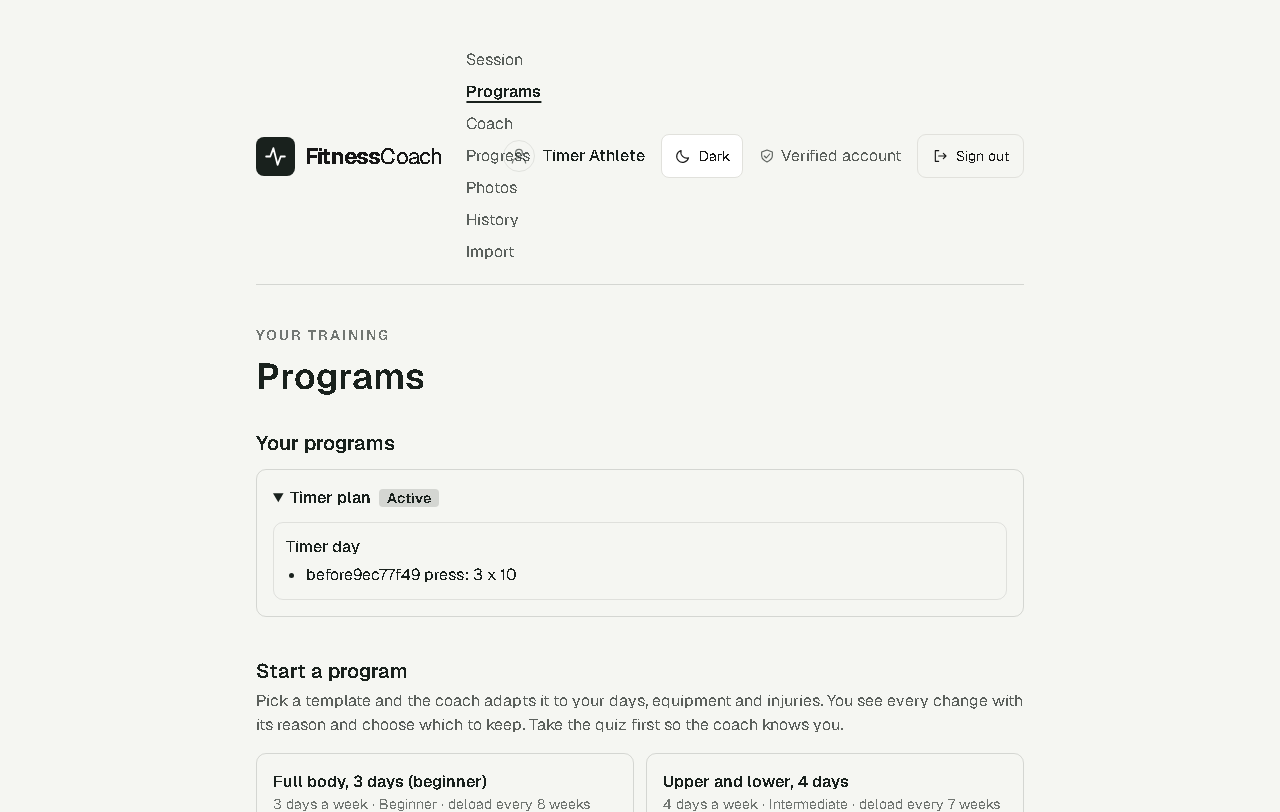 Session
Programs
Coach
FitnessCoach
Progress
Timer Athlete
Dark
Verified account
Sign out
Photos
History
Import
YOUR TRAINING
Programs
Your programs
Timer plan Active
Timer day
before9ec77f49 press: 3 x 10
Start a program
Pick a template and the coach adapts it to your days, equipment and injuries. You see every change with
its reason and choose which to keep. Take the quiz first so the coach knows you.
Full body, 3 days (beginner)
3 days a week · Beginner · deload every 8 weeks
Upper and lower, 4 days
4 days a week · Intermediate · deload every 7 weeks